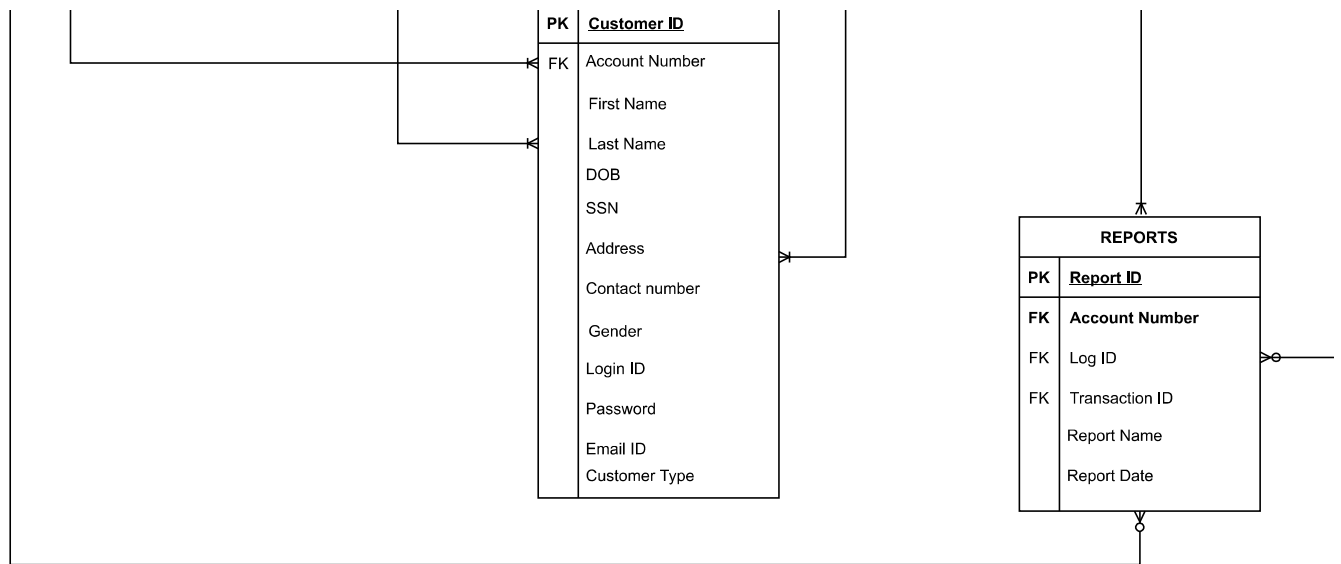 PK Customer ID
FK Account Number
First Name
Last Name
DOB
SSN
Address
Contact number
Gender
Login ID
Password
Email ID
Customer Type
REPORTS
PK Report ID
FK Account Number
FK Log ID
FK Transaction ID
Report Name
Report Date